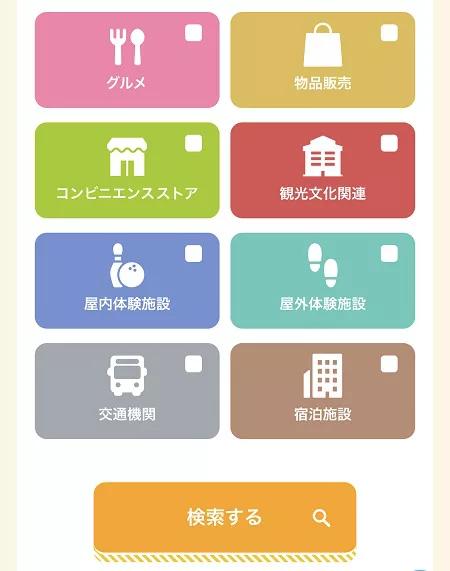 グルメ
物品販売
コンビニエンスストア
観光文化関連
屋内体験施設
屋外体験施設
交通機関
宿泊施設
検索する